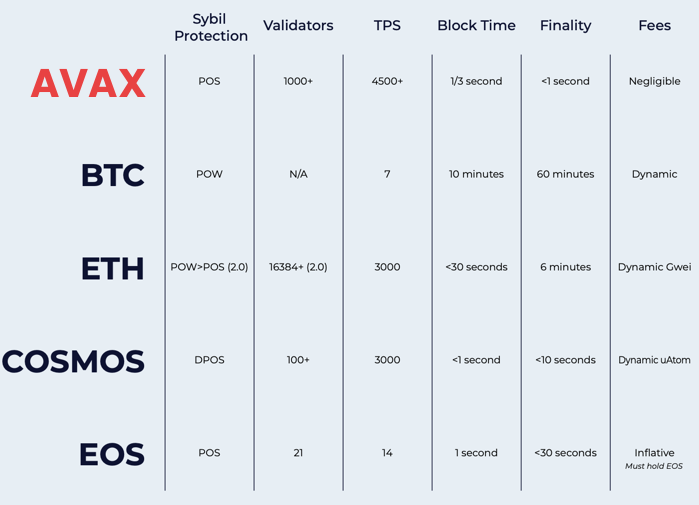 Sybil Protection Validators TPS Block Time Finality Fees
AVAX POS 1000+ 4500+ 1/3 second <1 second Negligible
BTC POW N/A 7 10 minutes 60 minutes Dynamic
ETH POW>POS (2.0) 16384+ (2.0) 3000 <30 seconds 6 minutes Dynamic Gwei
COSMOS DPOS 100+ 3000 <1 second <10 seconds Dynamic uAtom
EOS POS 21 14 1 second <30 seconds Inflative
Must hold EOS